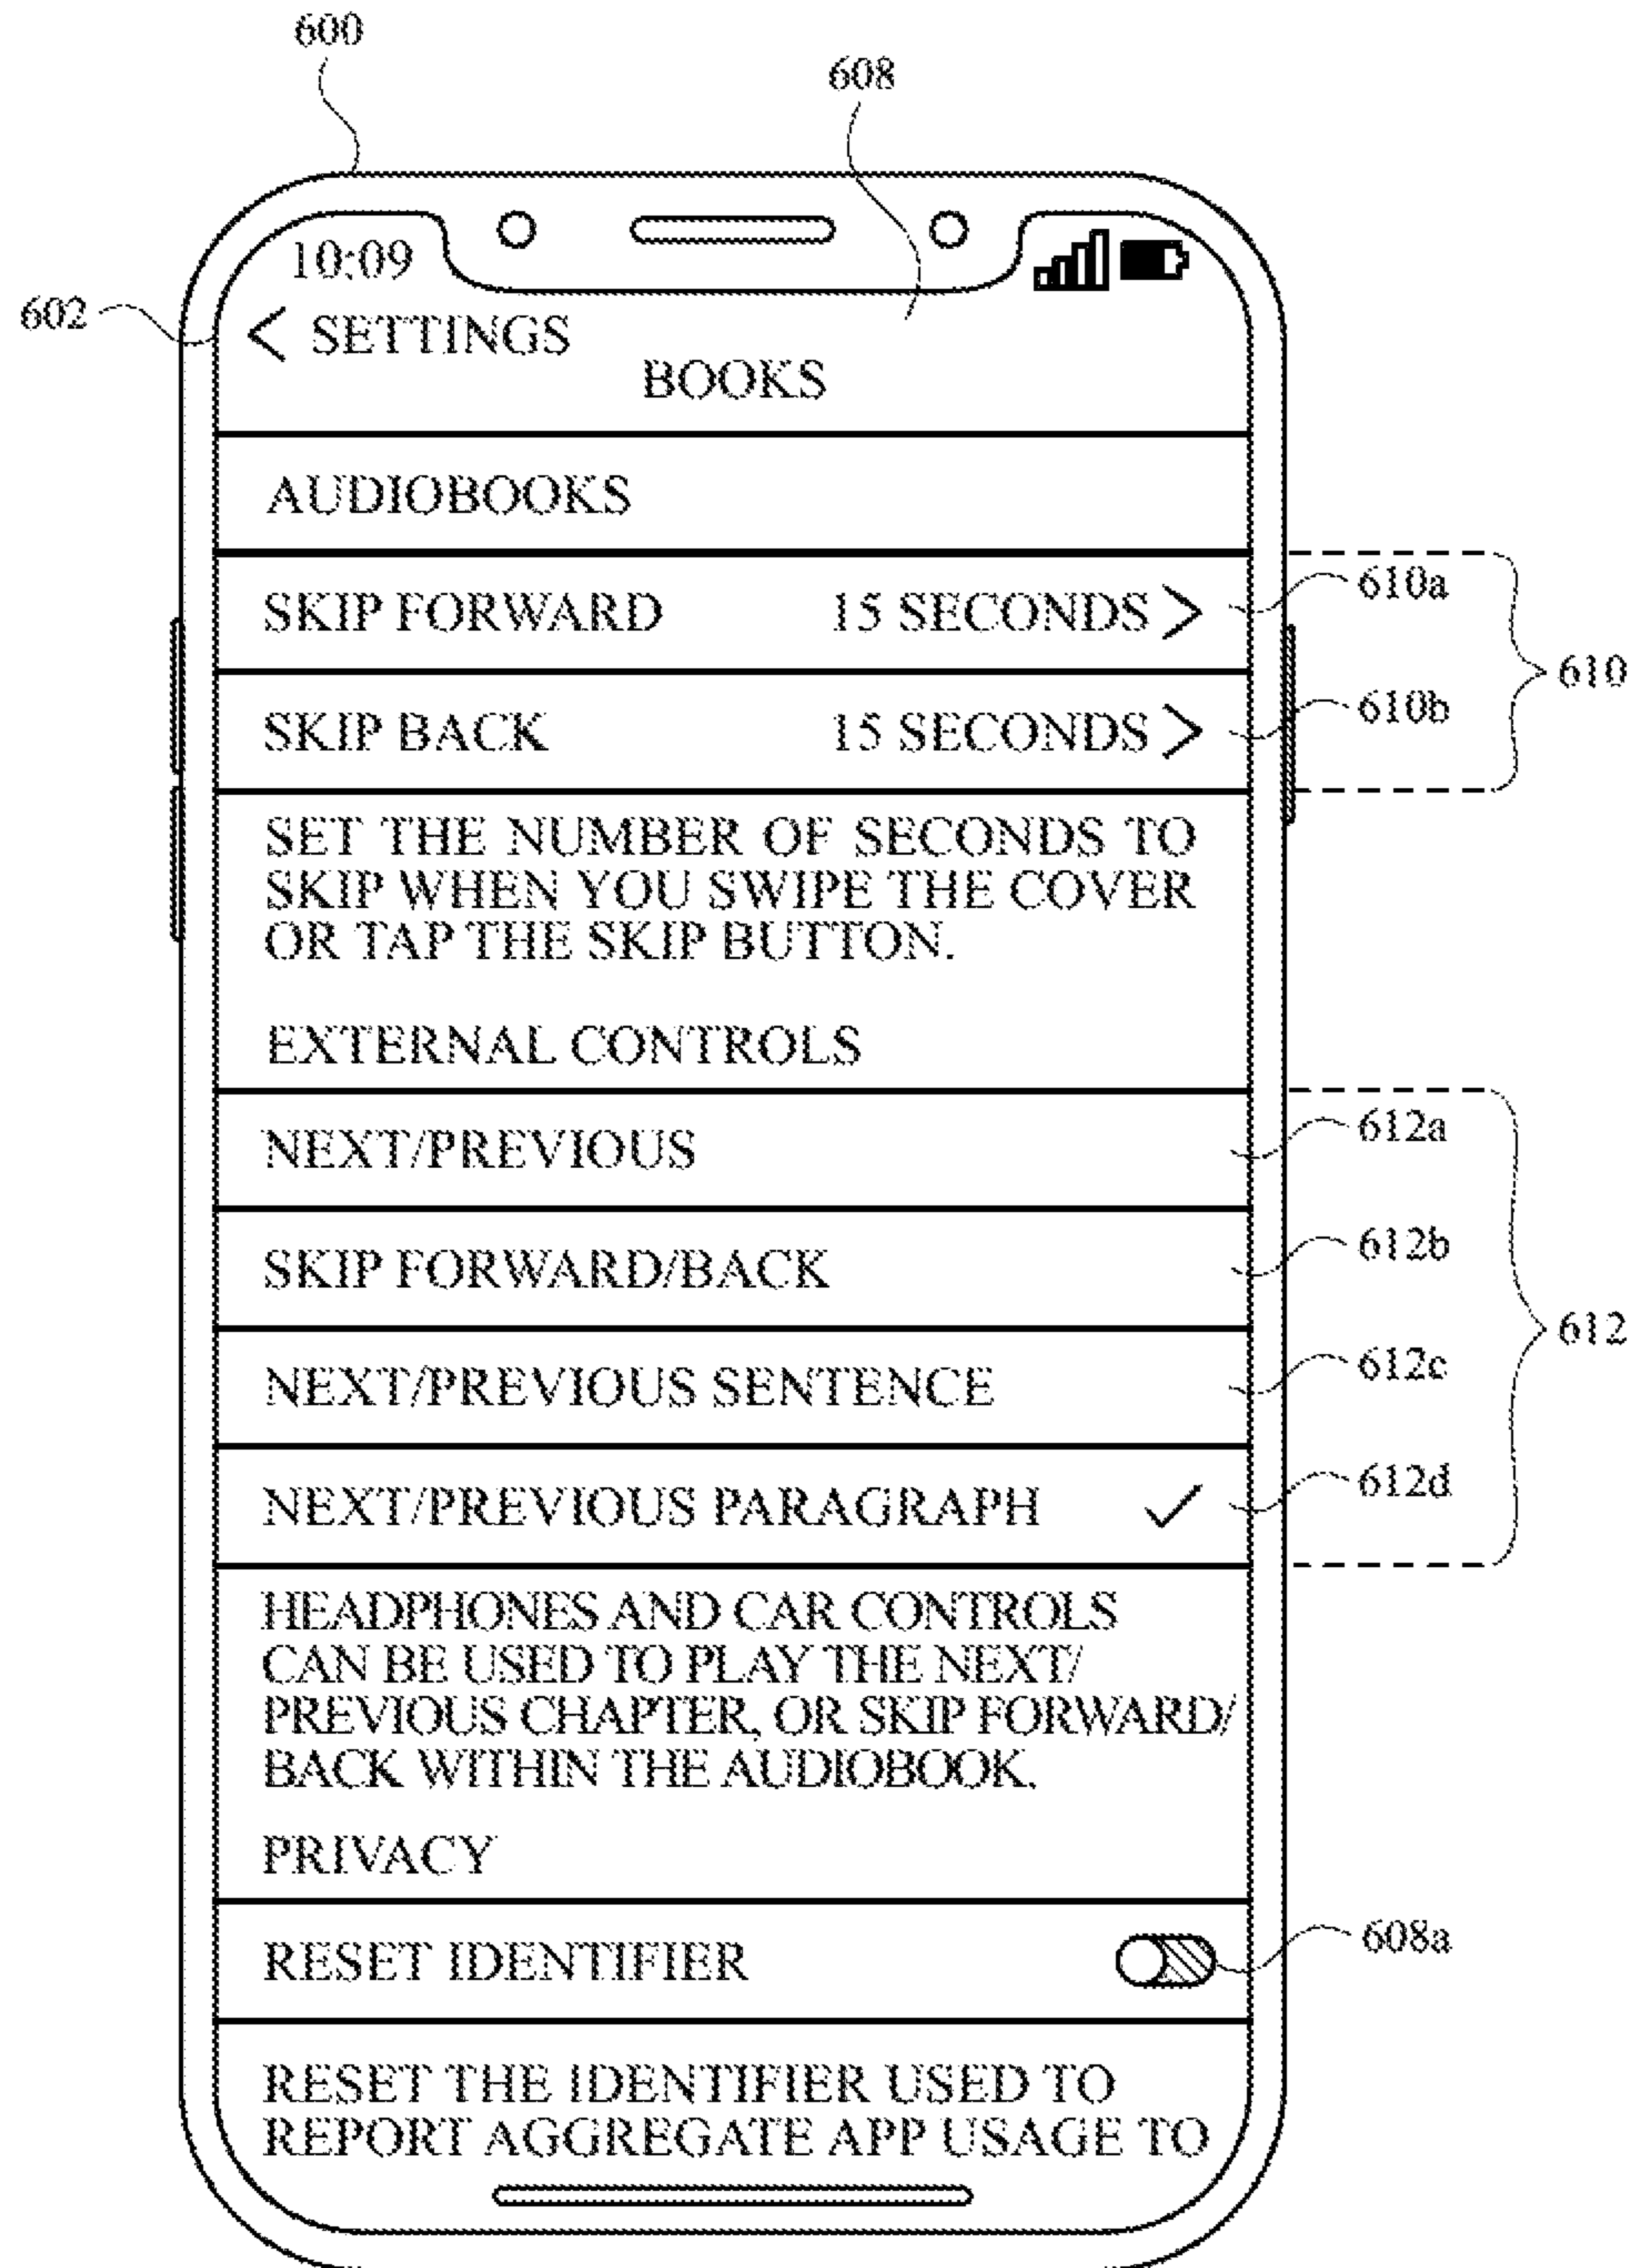 600
608
10:09
602
< SETTINGS
BOOKS
AUDIOBOOKS
SKIP FORWARD 15 SECONDS >
610a
610
SKIP BACK 15 SECONDS >
610b
SET THE NUMBER OF SECONDS TO
SKIP WHEN YOU SWIPE THE COVER
OR TAP THE SKIP BUTTON.
EXTERNAL CONTROLS
NEXT/PREVIOUS
612a
SKIP FORWARD/BACK
612b
612
NEXT/PREVIOUS SENTENCE
612c
NEXT/PREVIOUS PARAGRAPH ✓
612d
HEADPHONES AND CAR CONTROLS
CAN BE USED TO PLAY THE NEXT/
PREVIOUS CHAPTER, OR SKIP FORWARD/
BACK WITHIN THE AUDIOBOOK.
PRIVACY
RESET IDENTIFIER
608a
RESET THE IDENTIFIER USED TO
REPORT AGGREGATE APP USAGE TO